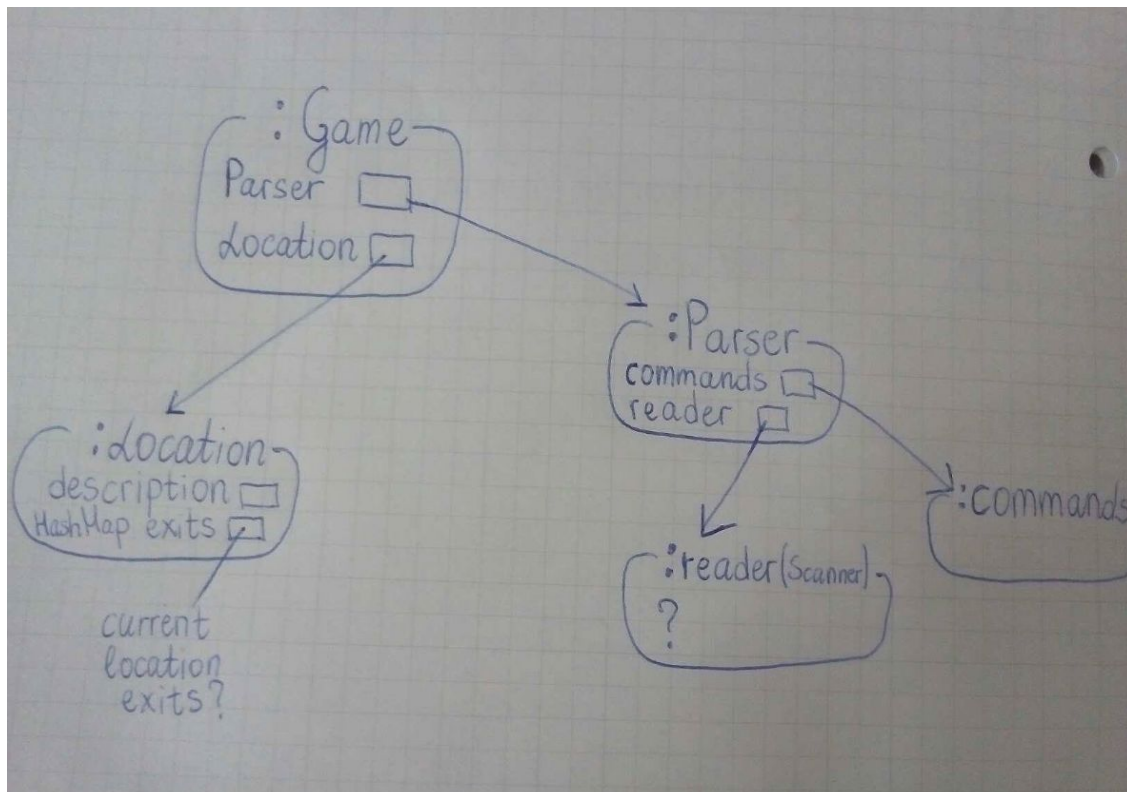 :Game
Parser
Location
:Parser
commands
reader
:Location
description
HashMap exits
:commands
:reader(Scanner)
?
current
location
exits?